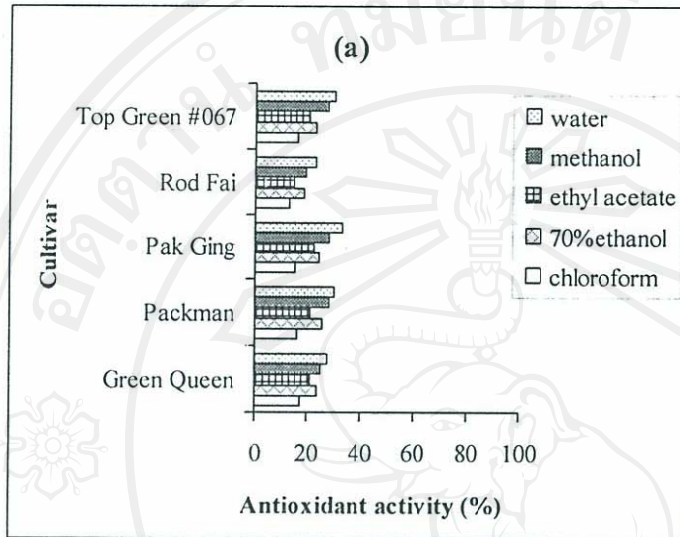 (a)
Top Green #067
Rod Fai
Pak Ging
Packman
Green Queen
Cultivar
0 20 40 60 80 100
Antioxidant activity (%)
water
methanol
ethyl acetate
70%ethanol
chloroform